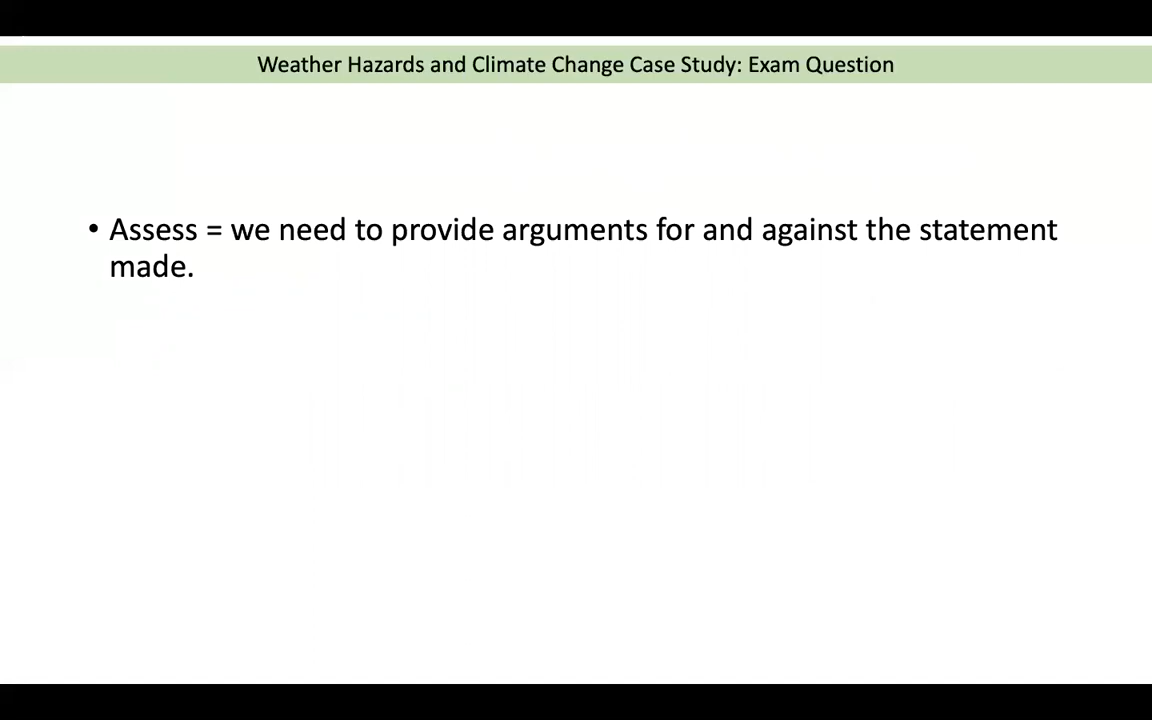 Weather Hazards and Climate Change Case Study: Exam Question
• Assess = we need to provide arguments for and against the statement
made.